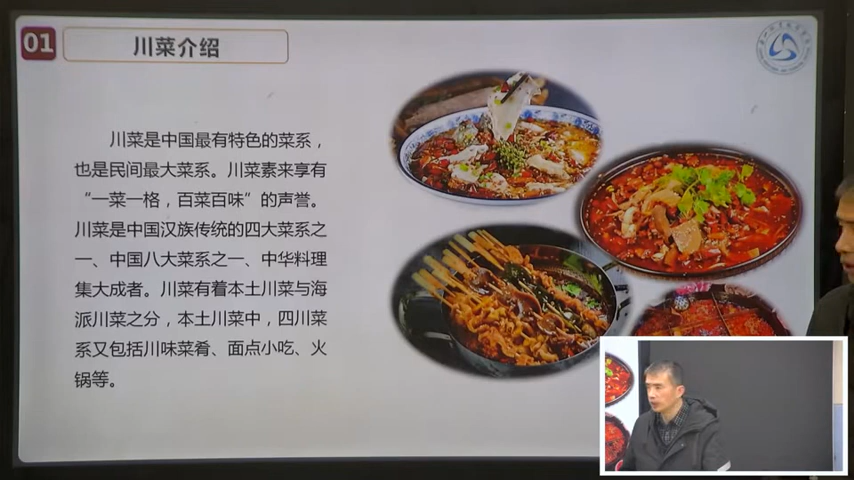 01
川菜介绍
川菜是中国最有特色的菜系，
也是民间最大菜系。川菜素来享有
“一菜一格，百菜百味”的声誉。
川菜是中国汉族传统的四大菜系之
一、中国八大菜系之一、中华料理
集大成者。川菜有着本土川菜与海
派川菜之分，本土川菜中，四川菜
系又包括川味菜肴、面点小吃、火
锅等。